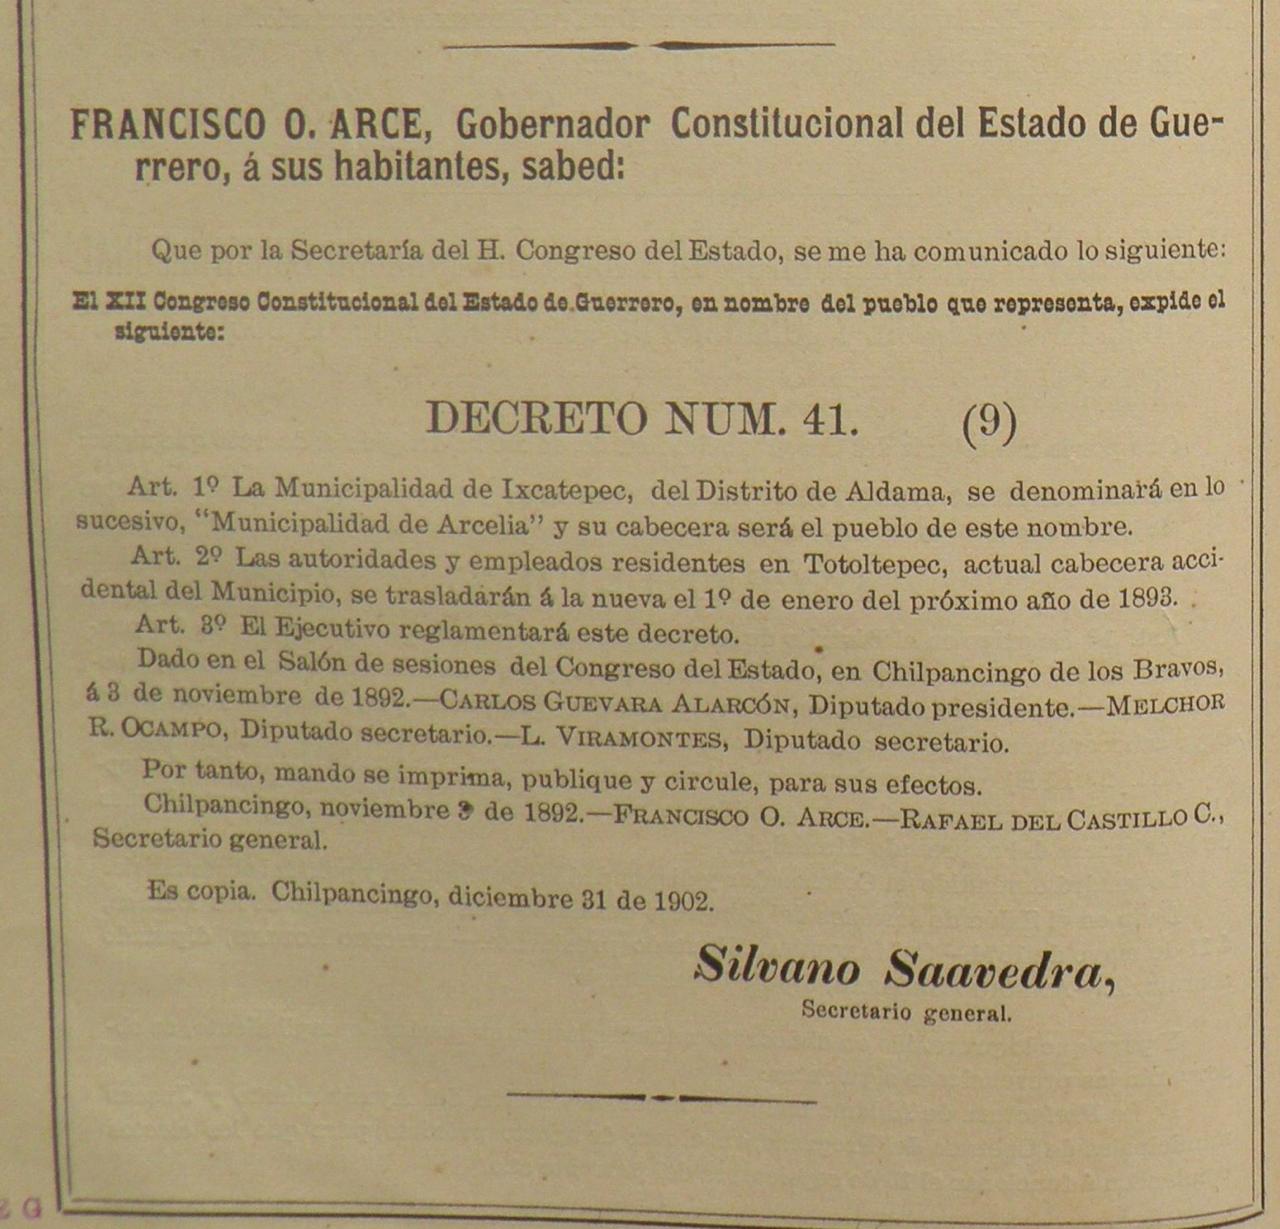 FRANCISCO O. ARCE, Gobernador Constitucional del Estado de Gue-
rrero, á sus habitantes, sabed:
Que por la Secretaría del H. Congreso del Estado, se me ha comunicado lo siguiente:
El XII Congreso Constitucional del Estado de Guerrero, en nombre del pueblo que representa, expide el
siguiente:
DECRETO NUM. 41. (9)
Art. 1º La Municipalidad de Ixcatepec, del Distrito de Aldama, se denominará en lo
sucesivo, "Municipalidad de Arcelia" y su cabecera será el pueblo de este nombre.
Art. 2º Las autoridades y empleados residentes en Totoltepec, actual cabecera acci-
dental del Municipio, se trasladarán á la nueva el 1º de enero del próximo año de 1893.
Art. 3º El Ejecutivo reglamentará este decreto.
Dado en el Salón de sesiones del Congreso del Estado, en Chilpancingo de los Bravos,
á 3 de noviembre de 1892.—CARLOS GUEVARA ALARCÓN, Diputado presidente.—MELCHOR
R. OCAMPO, Diputado secretario.—L. VIRAMONTES, Diputado secretario.
Por tanto, mando se imprima, publique y circule, para sus efectos.
Chilpancingo, noviembre de 1892.—FRANCISCO O. ARCE.—RAFAEL DEL CASTILLO C.,
Secretario general.
Es copia. Chilpancingo, diciembre 31 de 1902.
Silvano Saavedra,
Secretario general.